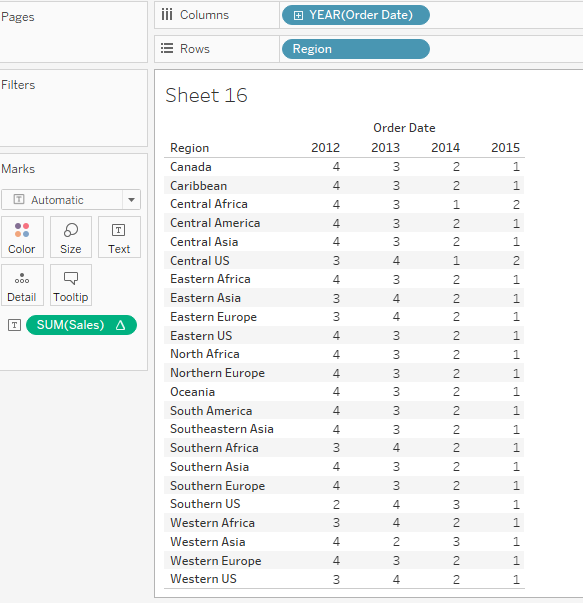 Pages
Columns
YEAR(Order Date)
Rows
Region
Filters
Marks
Automatic
Color Size Text
Detail Tooltip
SUM(Sales) Δ
Sheet 16
Order Date
Region 2012 2013 2014 2015
Canada 4 3 2 1
Caribbean 4 3 2 1
Central Africa 4 3 1 2
Central America 4 3 2 1
Central Asia 4 3 2 1
Central US 3 4 1 2
Eastern Africa 4 3 2 1
Eastern Asia 3 4 2 1
Eastern Europe 3 4 2 1
Eastern US 4 3 2 1
North Africa 4 3 2 1
Northern Europe 4 3 2 1
Oceania 4 3 2 1
South America 4 3 2 1
Southeastern Asia 4 3 2 1
Southern Africa 3 4 2 1
Southern Asia 4 3 2 1
Southern Europe 4 3 2 1
Southern US 2 4 3 1
Western Africa 3 4 2 1
Western Asia 4 2 3 1
Western Europe 4 3 2 1
Western US 3 4 2 1